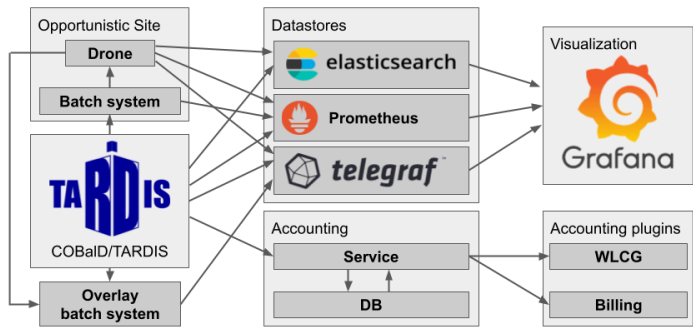 Opportunistic Site
Drone
Batch system
TARDIS
COBalD/TARDIS
Overlay
batch system
Datastores
elasticsearch
Prometheus
telegraf
Accounting
Service
DB
Visualization
Grafana
Accounting plugins
WLCG
Billing